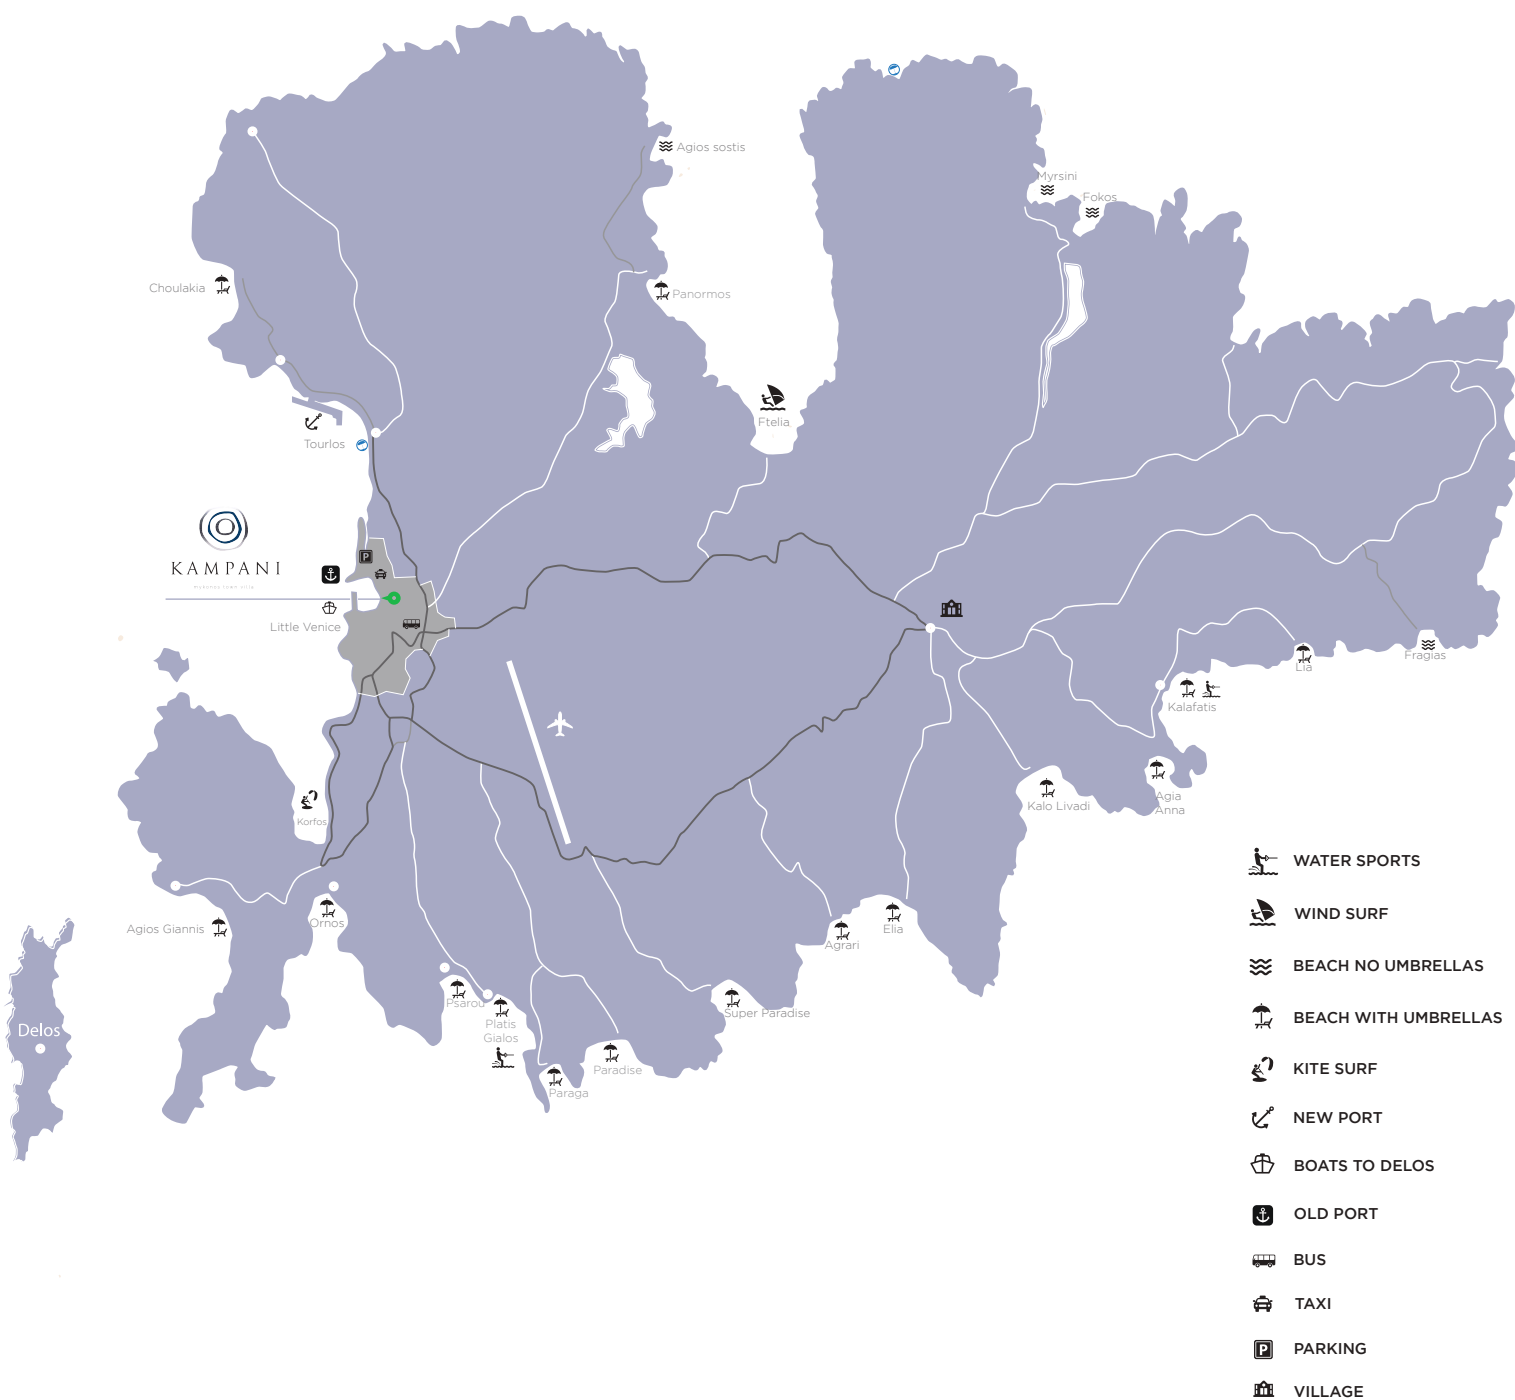 Agios sostis
Myrsini
Fokos
Choulakia
Panormos
Ftelia
Tourlos
KAMPANI
P
Little Venice
Fragias
Lia
Kalafatis
Agia
Anna
Kalo Livadi
Korfos
Agios Giannis
Ornos
Elia
Agrari
Psarou
Platis
Gialos
Super Paradise
Paradise
Paraga
Delos
WATER SPORTS
WIND SURF
BEACH NO UMBRELLAS
BEACH WITH UMBRELLAS
KITE SURF
NEW PORT
BOATS TO DELOS
OLD PORT
BUS
TAXI
P PARKING
VILLAGE